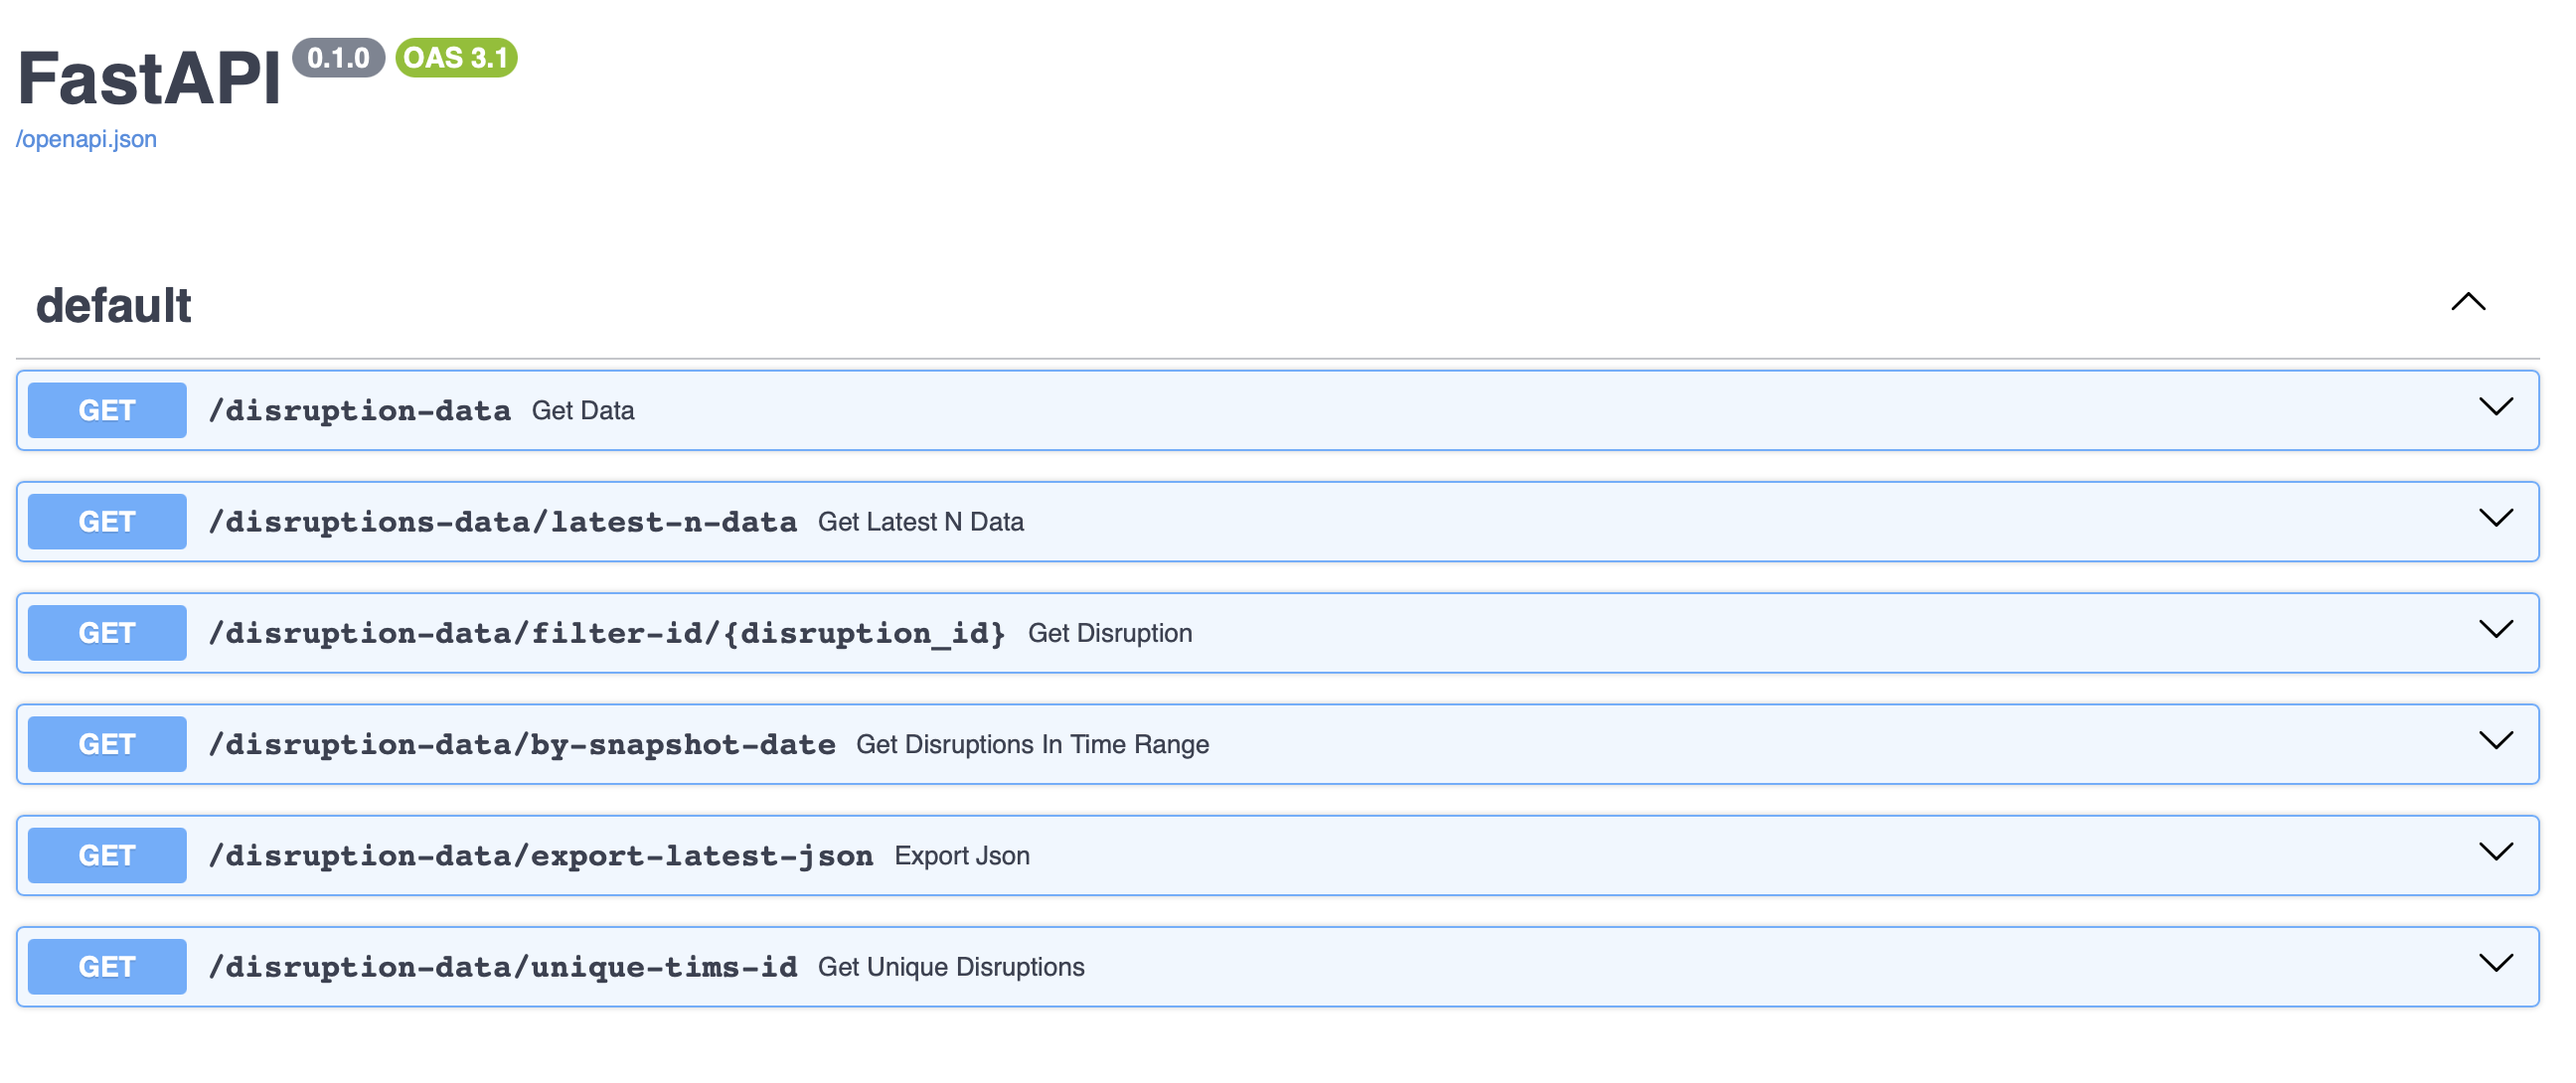 FastAPI 0.1.0 OAS 3.1
/openapi.json
default
GET /disruption-data Get Data
GET /disruptions-data/latest-n-data Get Latest N Data
GET /disruption-data/filter-id/{disruption_id} Get Disruption
GET /disruption-data/by-snapshot-date Get Disruptions In Time Range
GET /disruption-data/export-latest-json Export Json
GET /disruption-data/unique-tims-id Get Unique Disruptions